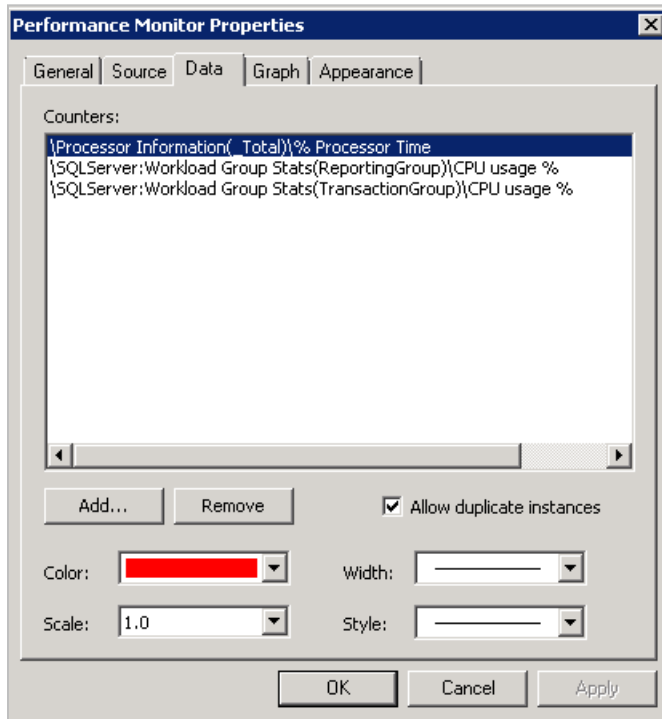 Performance Monitor Properties
General Source Data Graph Appearance
Counters:
\Processor Information(_Total)\% Processor Time
\SQLServer:Workload Group Stats(ReportingGroup)\CPU usage %
\SQLServer:Workload Group Stats(TransactionGroup)\CPU usage %
Add... Remove Allow duplicate instances
Color: Width:
Scale: 1.0 Style:
OK Cancel Apply